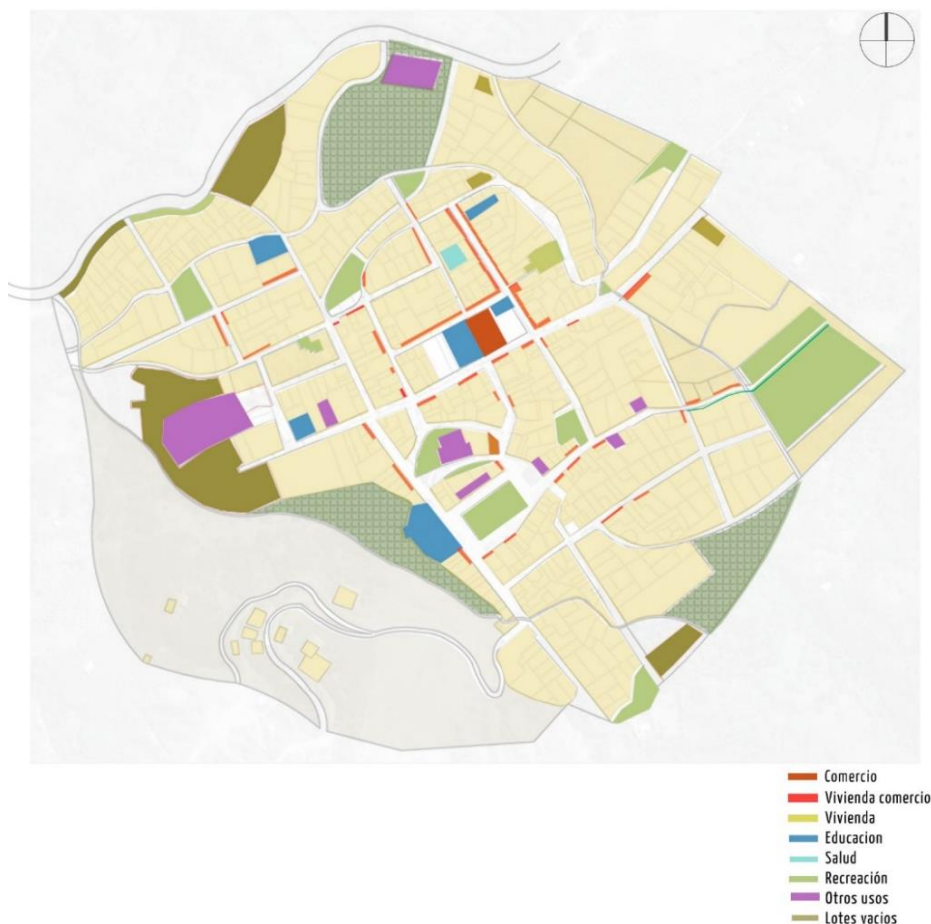 Comercio
Vivienda comercio
Vivienda
Educacion
Salud
Recreación
Otros usos
Lotes vacios